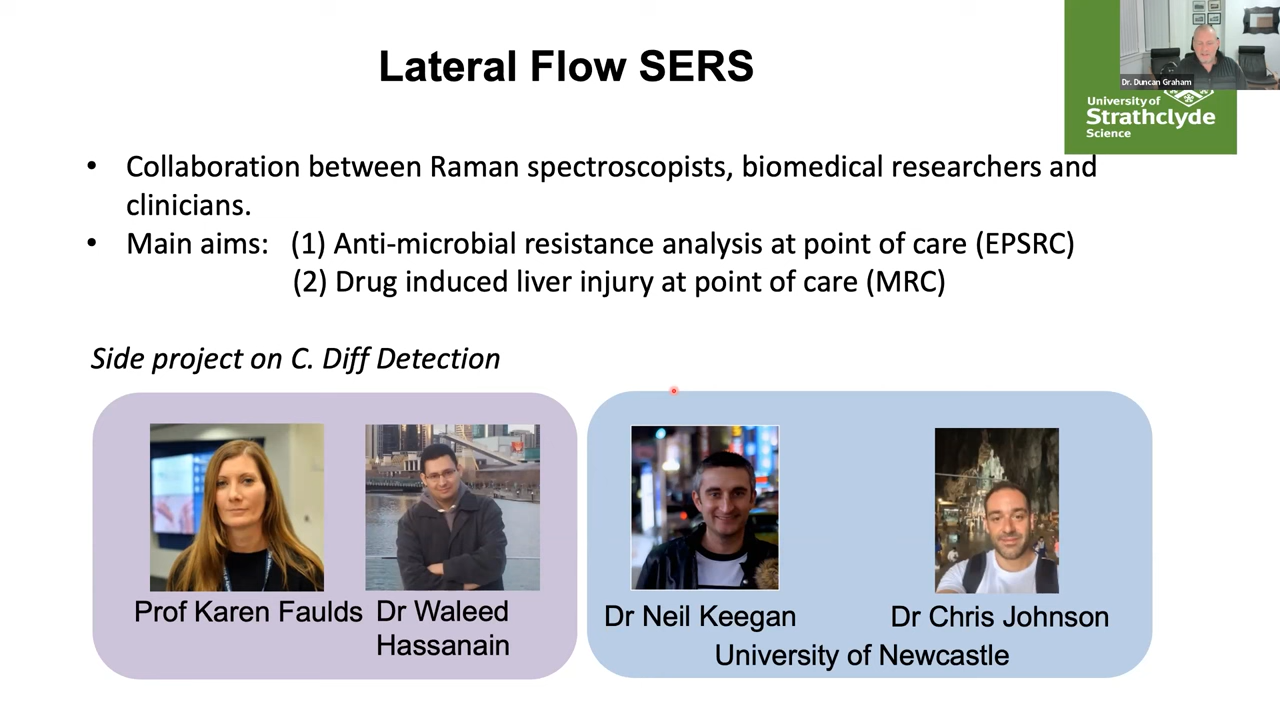 Lateral Flow SERS
Dr. Duncan Graham
University of
Strathclyde
Science
• Collaboration between Raman spectroscopists, biomedical researchers and
clinicians.
• Main aims: (1) Anti-microbial resistance analysis at point of care (EPSRC)
(2) Drug induced liver injury at point of care (MRC)
Side project on C. Diff Detection
Prof Karen Faulds
Dr Waleed
Hassanain
Dr Neil Keegan
Dr Chris Johnson
University of Newcastle